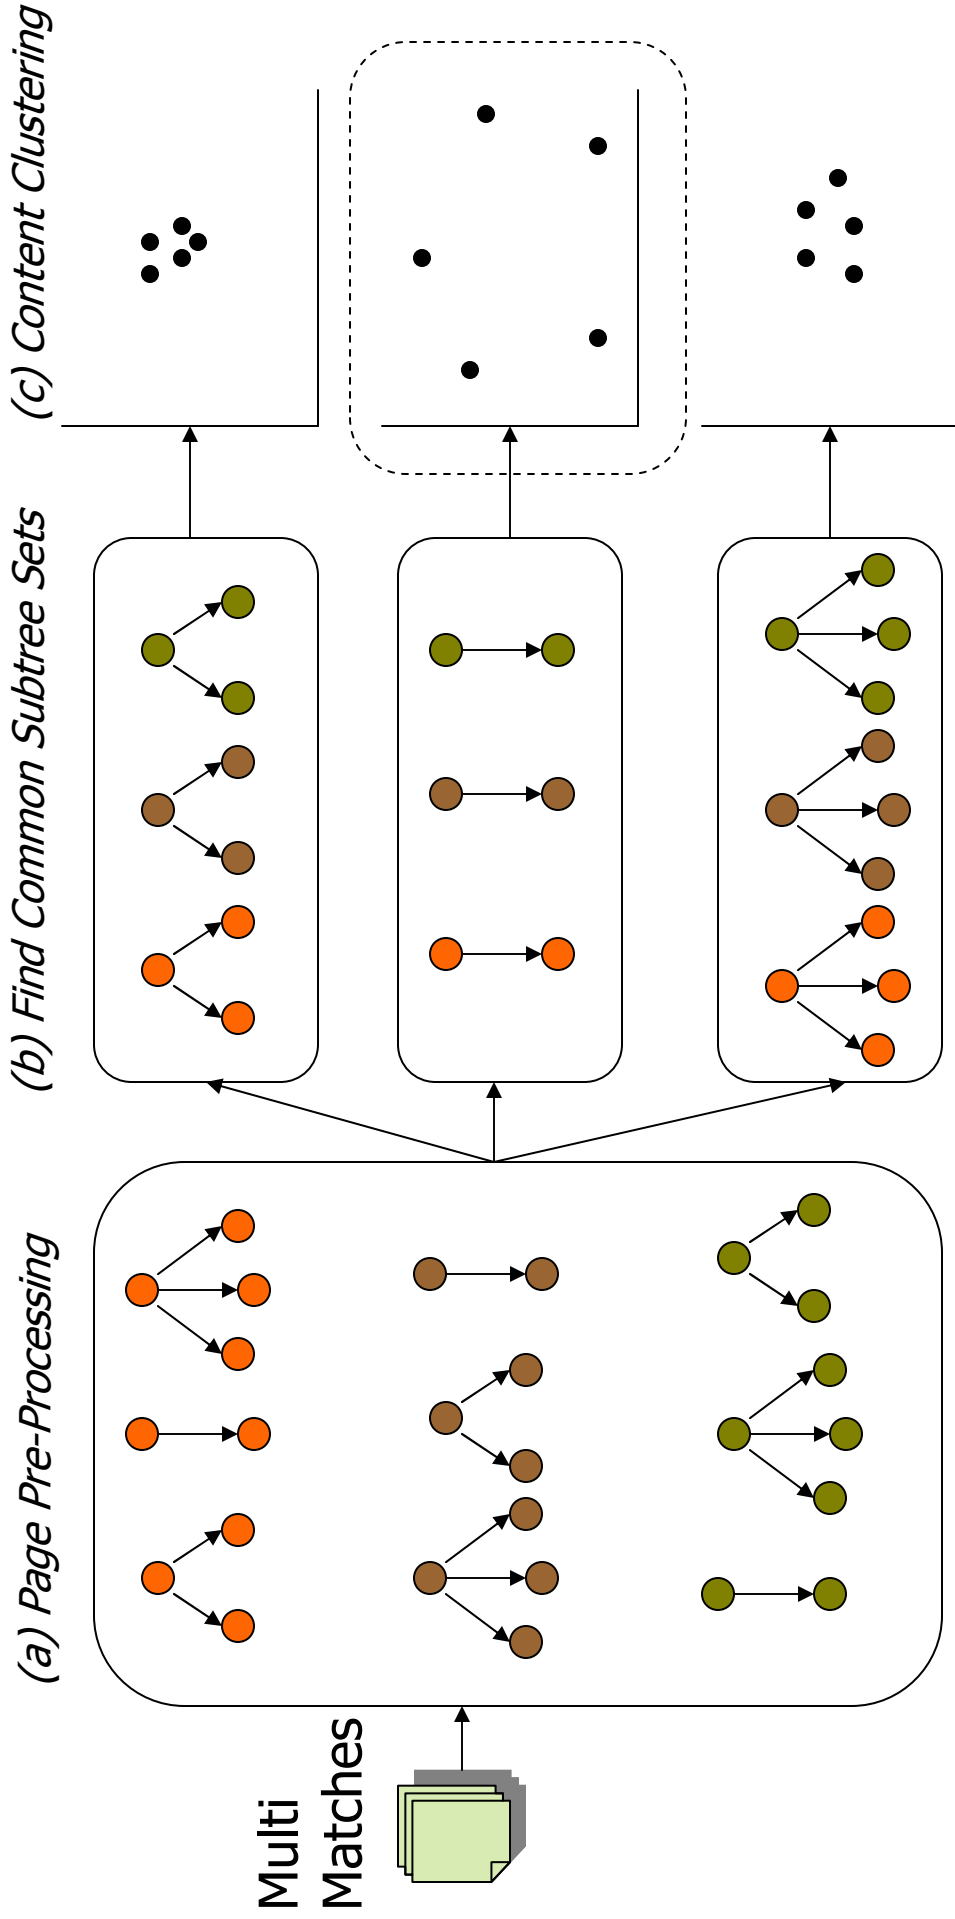 (a) Page Pre-Processing
(b) Find Common Subtree Sets
(c) Content Clustering
Multi
Matches